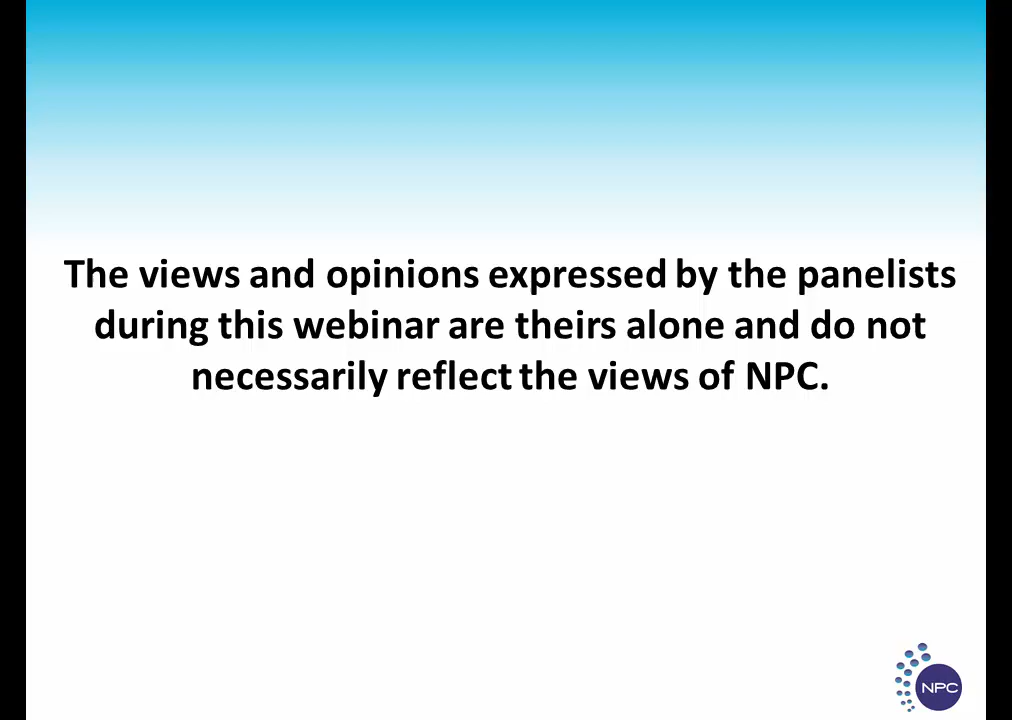 The views and opinions expressed by the panelists
during this webinar are theirs alone and do not
necessarily reflect the views of NPC.
NPC